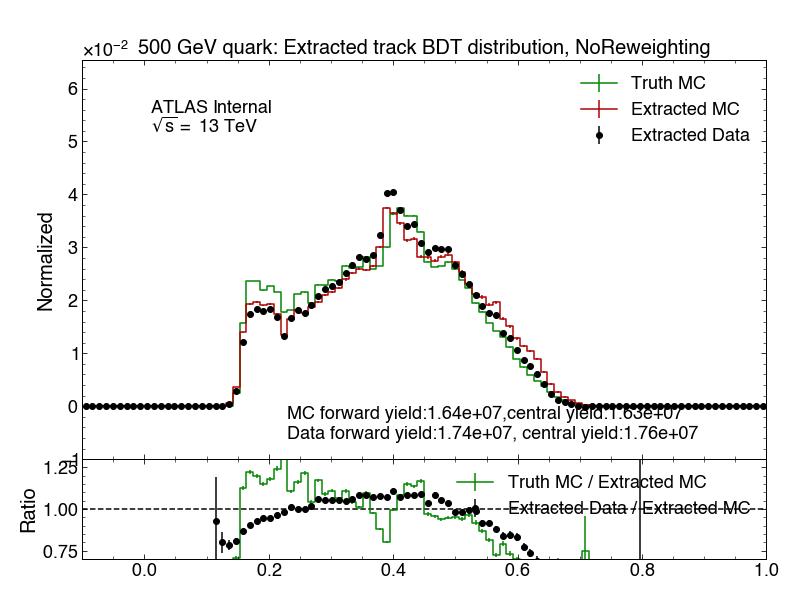 ×10⁻² 500 GeV quark: Extracted track BDT distribution, NoReweighting
ATLAS Internal
√s = 13 TeV
Truth MC
Extracted MC
Extracted Data
Normalized
6
5
4
3
2
1
0
MC forward yield:1.64e+07,central yield:1.63e+07
Data forward yield:1.74e+07, central yield:1.76e+07
1
Ratio
1.25
1.00
0.75
Truth MC / Extracted MC
Extracted Data / Extracted MC
0.0 0.2 0.4 0.6 0.8 1.0